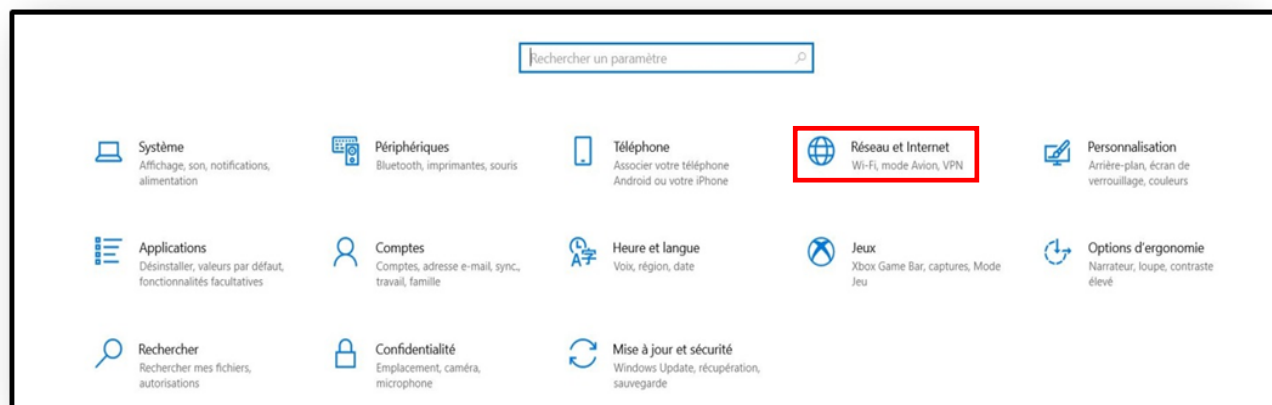 Rechercher un paramètre
Système
Affichage, son, notifications,
alimentation
Périphériques
Bluetooth, imprimantes, souris
Téléphone
Associer votre téléphone
Android ou votre iPhone
Réseau et Internet
Wi-Fi, mode Avion, VPN
Personnalisation
Arrière-plan, écran de
verrouillage, couleurs
Applications
Désinstaller, valeurs par défaut,
fonctionnalités facultatives
Comptes
Comptes, adresse e-mail, sync.,
travail, famille
Heure et langue
Voix, région, date
Jeux
Xbox Game Bar, captures, Mode
Jeu
Options d'ergonomie
Narrateur, loupe, contraste
élevé
Rechercher
Rechercher mes fichiers,
autorisations
Confidentialité
Emplacement, caméra,
microphone
Mise à jour et sécurité
Windows Update, récupération,
sauvegarde